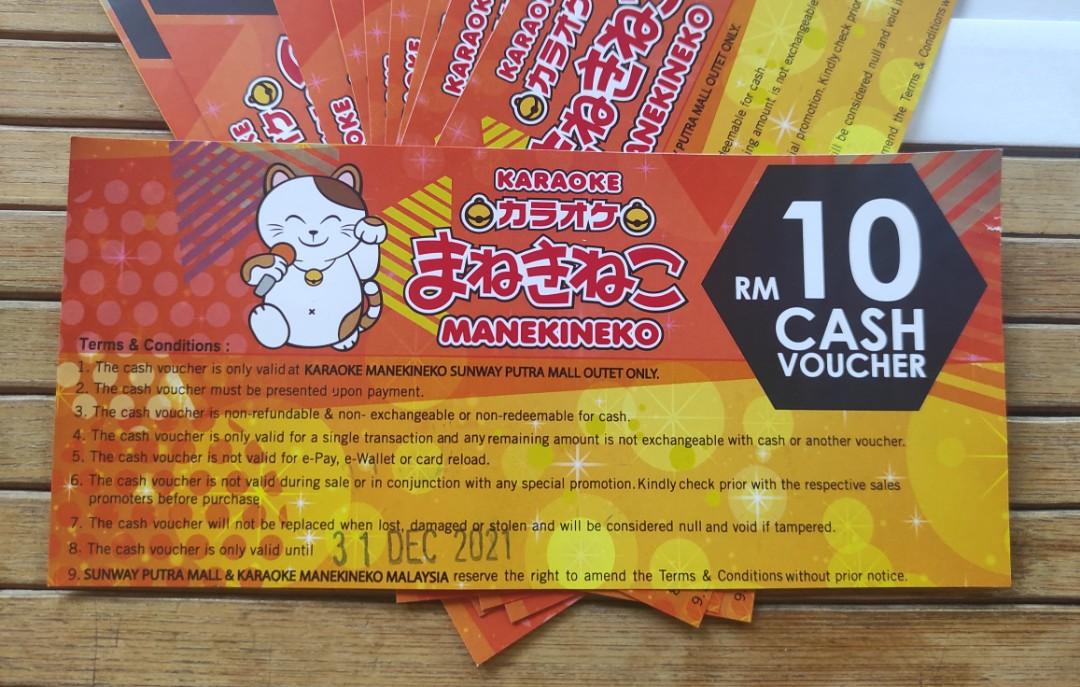 KARAOKE
カラオケ
まねきねこ
MANEKINEKO
RM 10
CASH
VOUCHER
Terms & Conditions :
1. The cash voucher is only valid at KARAOKE MANEKINEKO SUNWAY PUTRA MALL OUTET ONLY.
2. The cash voucher must be presented upon payment.
3. The cash voucher is non-refundable & non- exchangeable or non-redeemable for cash.
4. The cash voucher is only valid for a single transaction and any remaining amount is not exchangeable with cash or another voucher.
5. The cash voucher is not valid for e-Pay, e-Wallet or card reload.
6. The cash voucher is not valid during sale or in conjunction with any special promotion. Kindly check prior with the respective sales
promoters before purchase
7. The cash voucher will not be replaced when lost, damaged or stolen and will be considered null and void if tampered.
8. The cash voucher is only valid until 31 DEC 2021
9. SUNWAY PUTRA MALL & KARAOKE MANEKINEKO MALAYSIA reserve the right to amend the Terms & Conditions without prior notice.